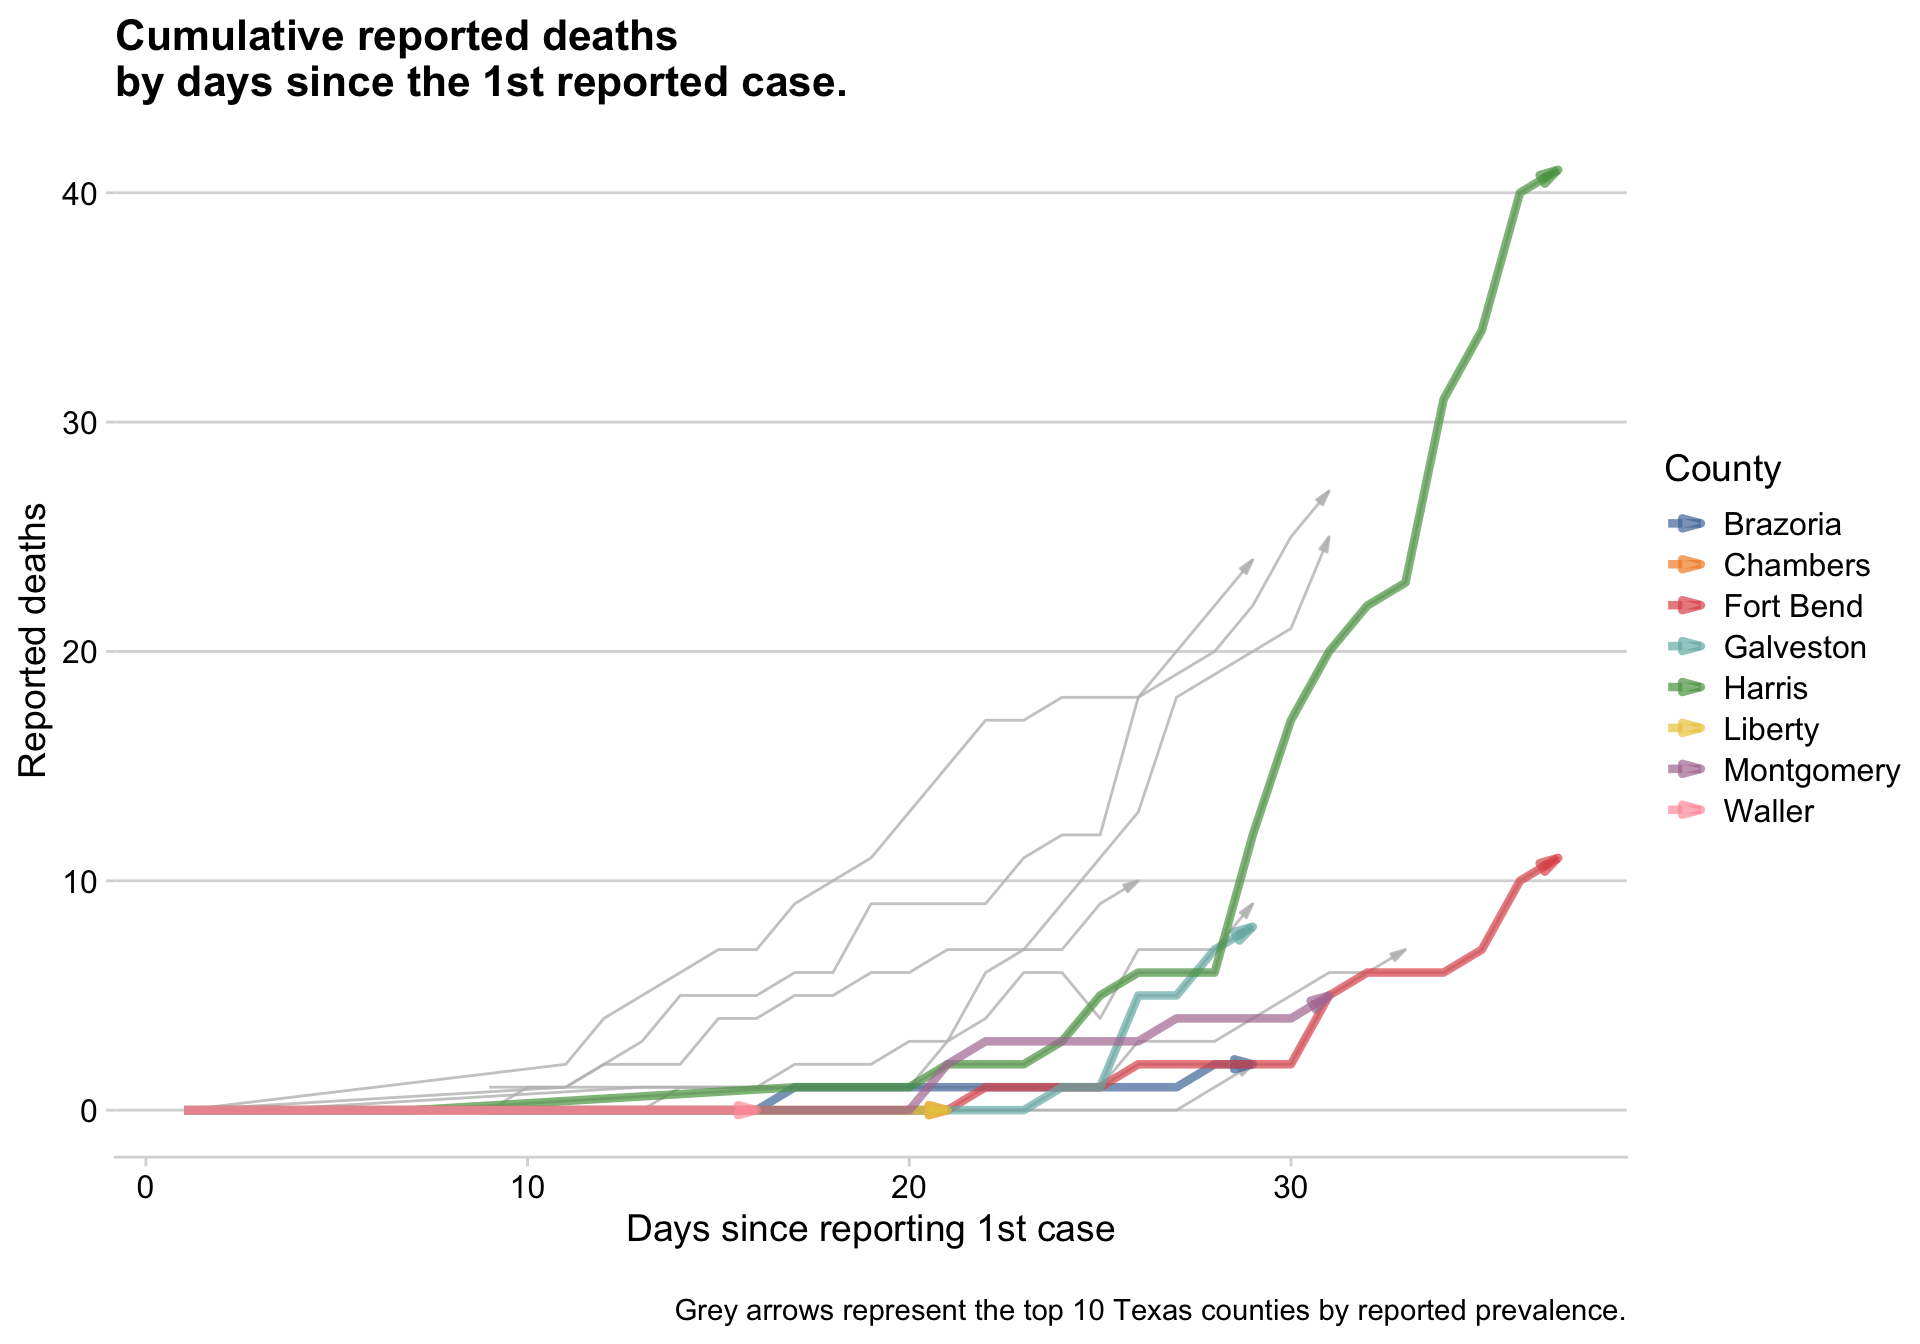 Cumulative reported deaths
by days since the 1st reported case.
40
30
20
10
0
Reported deaths
0 10 20 30
Days since reporting 1st case
County
Brazoria
Chambers
Fort Bend
Galveston
Harris
Liberty
Montgomery
Waller
Grey arrows represent the top 10 Texas counties by reported prevalence.